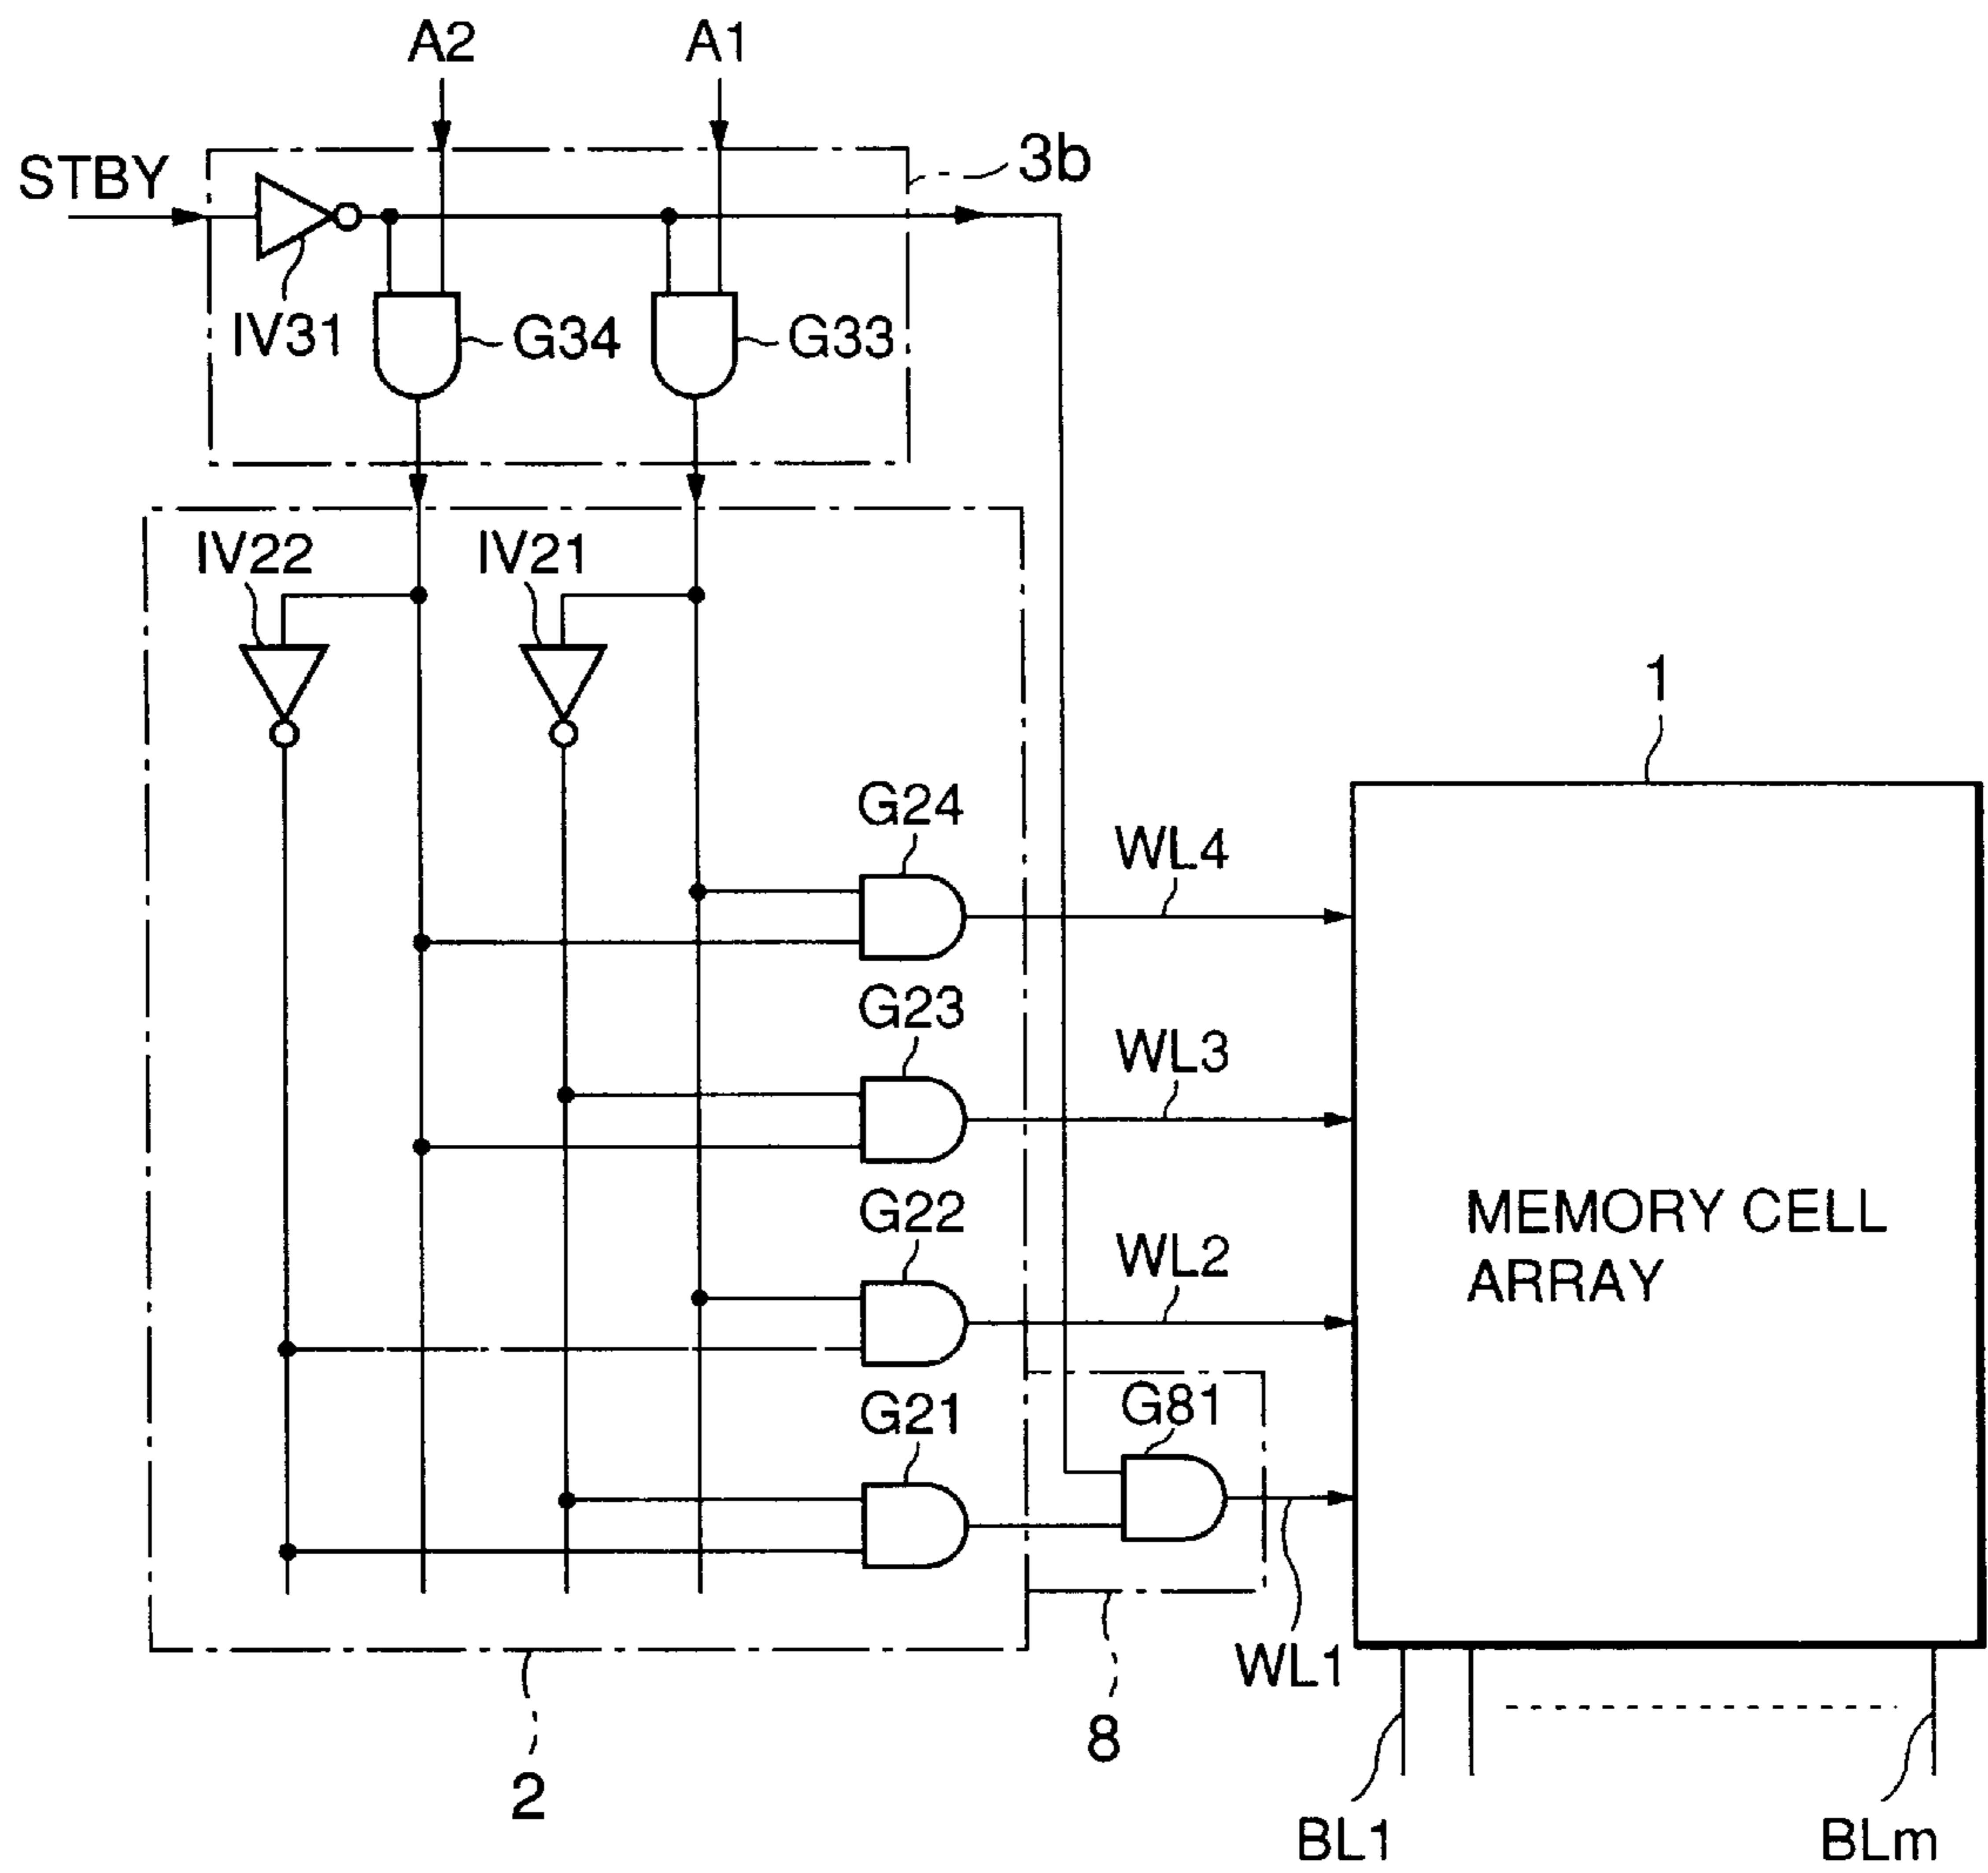 A2 A1
STBY
3b
IV31
G34
G33
IV22
IV21
1
G24
WL4
G23
WL3
MEMORY CELL
ARRAY
G22
WL2
G21
G81
WL1
2
8
BL1
BLm